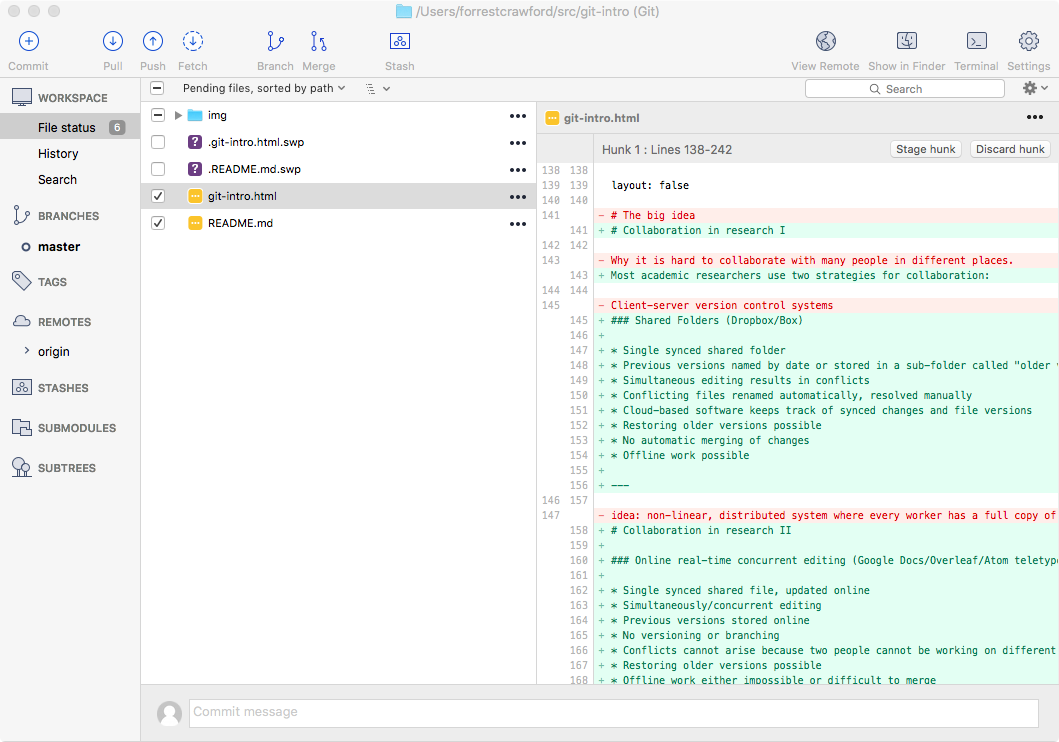 /Users/forrestcrawford/src/git-intro (Git)
Commit Pull Push Fetch Branch Merge Stash View Remote Show in Finder Terminal Settings
Pending files, sorted by path
Search
WORKSPACE
File status 6
History
Search
BRANCHES
master
TAGS
REMOTES
origin
STASHES
SUBMODULES
SUBTREES
img
.git-intro.html.swp
.README.md.swp
git-intro.html
README.md
git-intro.html
Hunk 1 : Lines 138-242 Stage hunk Discard hunk
138 138
139 139 layout: false
140 140
141 - # The big idea
141 + # Collaboration in research I
142 142
143 - Why it is hard to collaborate with many people in different places.
143 + Most academic researchers use two strategies for collaboration:
144 144
145 - Client-server version control systems
145 + ### Shared Folders (Dropbox/Box)
146 +
147 + * Single synced shared folder
148 + * Previous versions named by date or stored in a sub-folder called "older
149 + * Simultaneous editing results in conflicts
150 + * Conflicting files renamed automatically, resolved manually
151 + * Cloud-based software keeps track of synced changes and file versions
152 + * Restoring older versions possible
153 + * No automatic merging of changes
154 + * Offline work possible
155 +
156 + ---
146 157
147 - idea: non-linear, distributed system where every worker has a full copy of
158 + # Collaboration in research II
159 +
160 + ### Online real-time concurrent editing (Google Docs/Overleaf/Atom teletype
161 +
162 + * Single synced shared file, updated online
163 + * Simultaneously/concurrent editing
164 + * Previous versions stored online
165 + * No versioning or branching
166 + * Conflicts cannot arise because two people cannot be working on different
167 + * Restoring older versions possible
168 + * Offline work either impossible or difficult to merge
Commit message